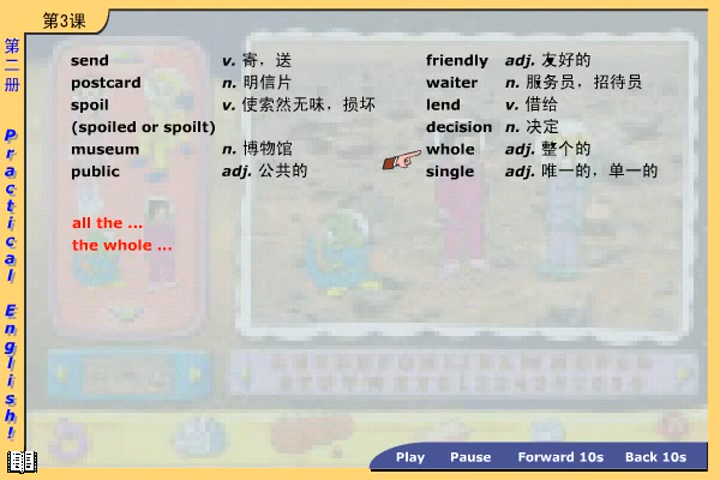 第3课
第二册 Practical English!
send v. 寄，送
postcard n. 明信片
spoil v. 使索然无味，损坏
(spoiled or spoilt)
museum n. 博物馆
public adj. 公共的
friendly adj. 友好的
waiter n. 服务员，招待员
lend v. 借给
decision n. 决定
whole adj. 整个的
single adj. 唯一的，单一的
all the ...
the whole ...
Play Pause Forward 10s Back 10s